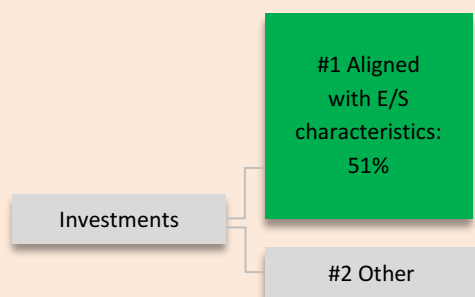 #1 Aligned
with E/S
characteristics:
51%
Investments
#2 Other